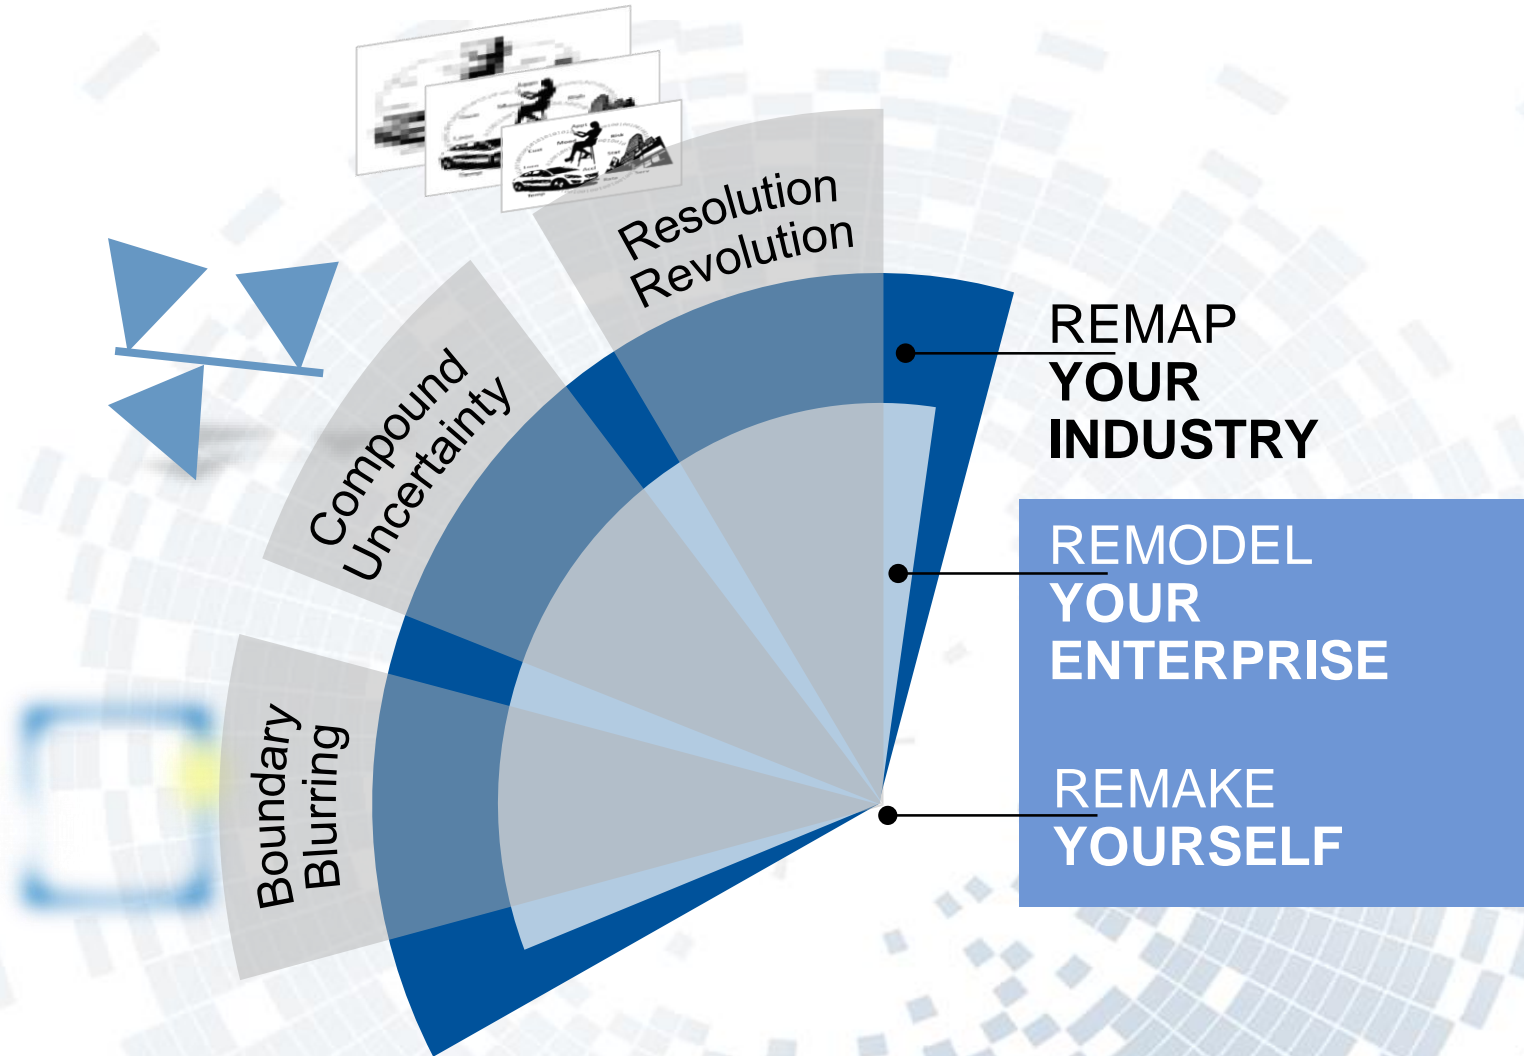 Resolution
Revolution
Compound
Uncertainty
Boundary
Blurring
REMAP
YOUR
INDUSTRY
REMODEL
YOUR
ENTERPRISE
REMAKE
YOURSELF